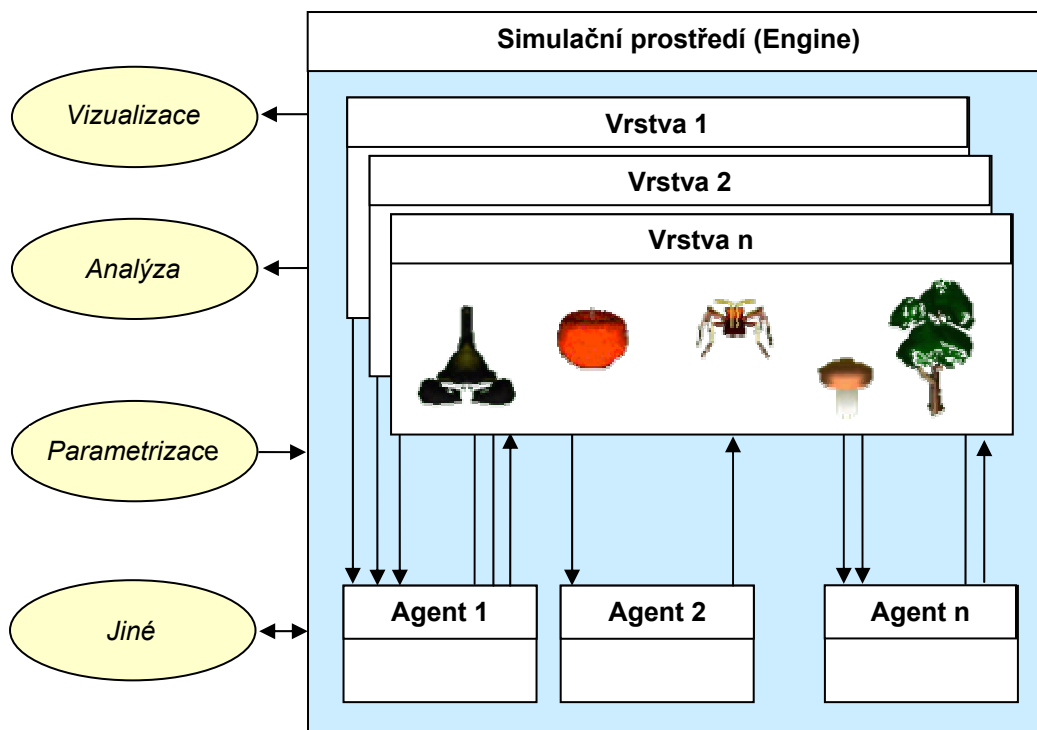 Simulační prostředí (Engine)
Vizualizace
Vrstva 1
Vrstva 2
Analýza
Vrstva n
Parametrizace
Jiné
Agent 1
Agent 2
Agent n